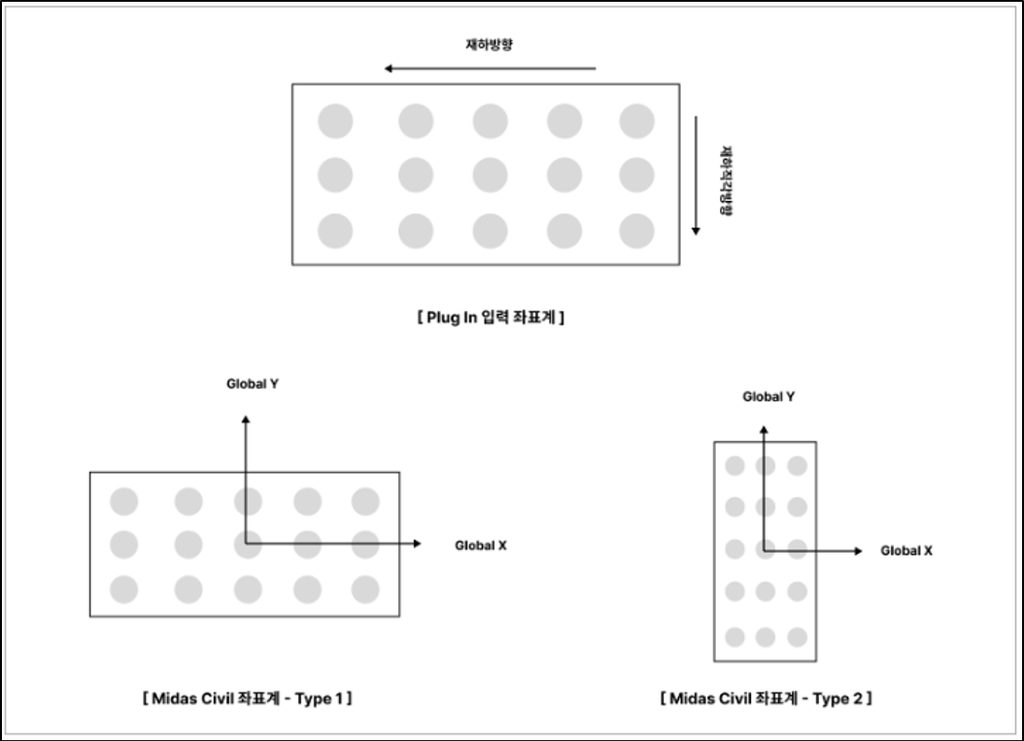 재하방향
재하직각방향
[ Plug In 입력 좌표계 ]
Global Y
Global X
[ Midas Civil 좌표계 - Type 1 ]
Global Y
Global X
[ Midas Civil 좌표계 - Type 2 ]